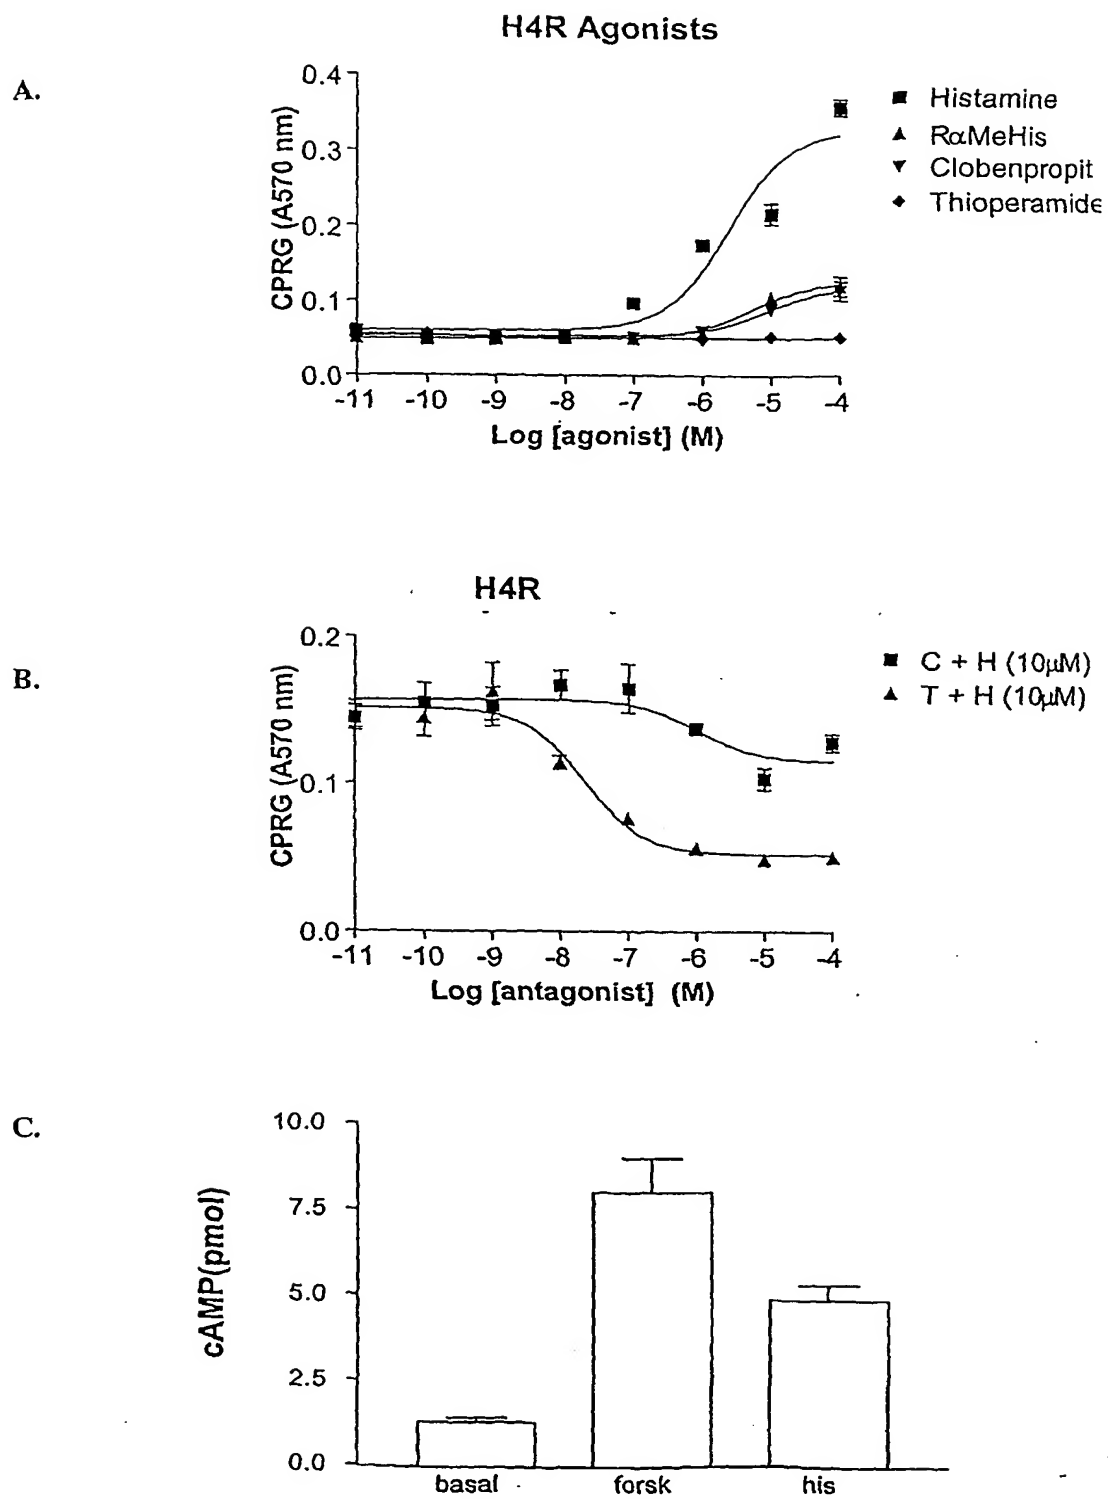 H4R Agonists
A.
CPRG (A570 nm)
0.4
0.3
0.2
0.1
0.0
-11 -10 -9 -8 -7 -6 -5 -4
Log [agonist] (M)
Histamine
RαMeHis
Clobenpropit
Thioperamide
H4R
B.
CPRG (A570 nm)
0.2
0.1
0.0
-11 -10 -9 -8 -7 -6 -5 -4
Log [antagonist] (M)
C + H (10µM)
T + H (10µM)
C.
cAMP(pmol)
10.0
7.5
5.0
2.5
0.0
basal forsk his